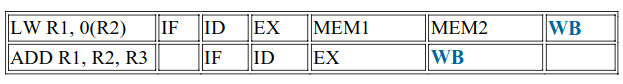 LW R1, 0(R2) IF ID EX MEM1 MEM2 WB
ADD R1, R2, R3 IF ID EX WB